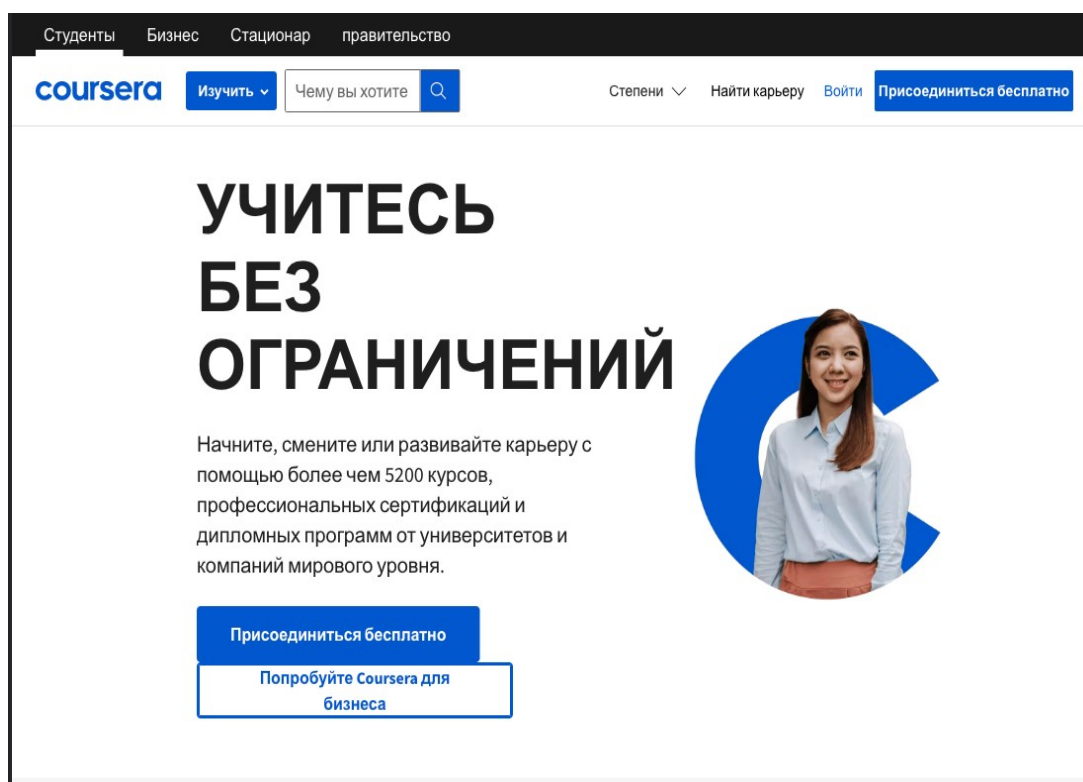 Студенты Бизнес Стационар правительство
coursera Изучить Чему вы хотите Степени Найти карьеру Войти Присоединиться бесплатно
УЧИТЕСЬ
БЕЗ
ОГРАНИЧЕНИЙ
Начните, смените или развивайте карьеру с
помощью более чем 5200 курсов,
профессиональных сертификаций и
дипломных программ от университетов и
компаний мирового уровня.
Присоединиться бесплатно
Попробуйте Coursera для
бизнеса